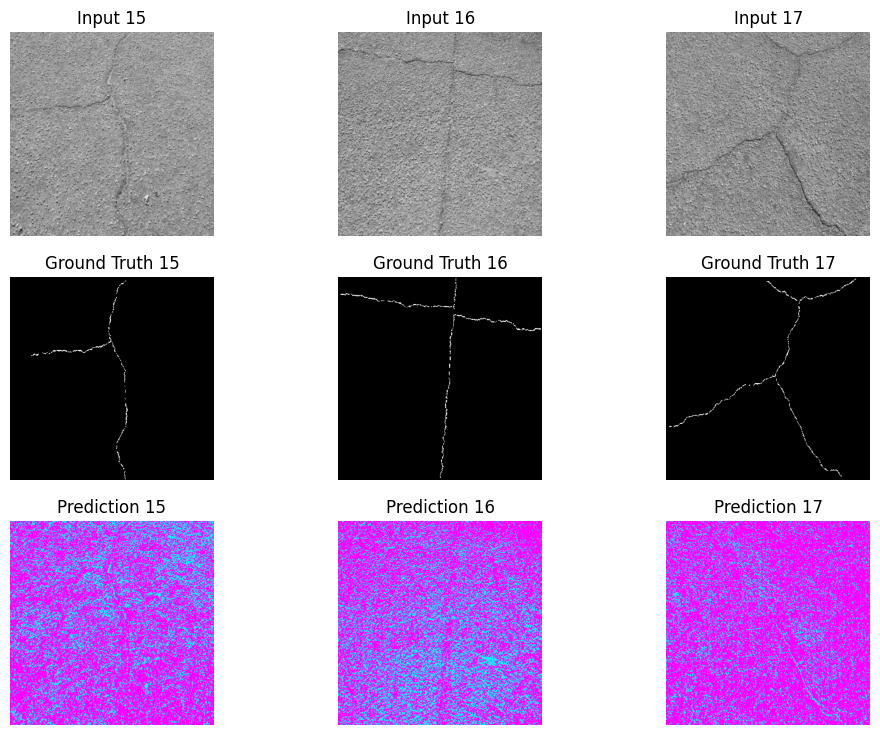 Input 15
Input 16
Input 17
Ground Truth 15
Ground Truth 16
Ground Truth 17
Prediction 15
Prediction 16
Prediction 17